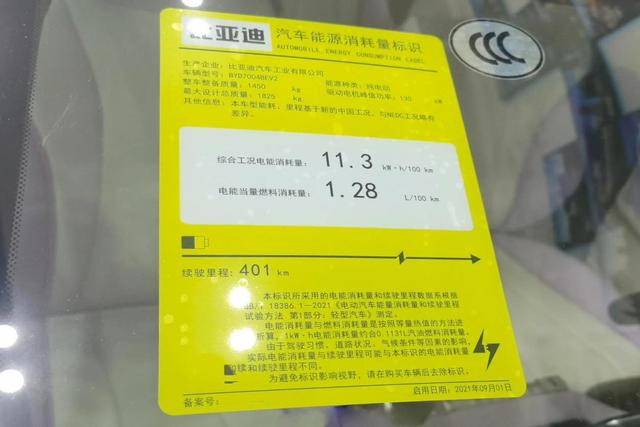 比亚迪 汽车能源消耗量标识
AUTOMOBILE ENERGY CONSUMPTION LABEL
生产企业：比亚迪汽车工业有限公司
车辆型号：BYD7004BEV2 能源种类：纯电动
整车整备质量：1450 kg 驱动电机峰值功率：130 kW
最大设计总质量：1825 kg
其他信息：本车型能耗、里程基于新的中国工况，与NEDC工况略有
差异。
综合工况电能消耗量：11.3 kW·h/100 km
电能当量燃料消耗量：1.28 L/100 km
续驶里程：401 km
本标识所采用的电能消耗量和续驶里程数据系根据
GB/T 18386.1—2021《电动汽车能量消耗量和续驶里程
试验方法 第1部分：轻型汽车》测定。
电能消耗量与燃料消耗量是按照等量热值的方法进
行折算，1kW·h电能消耗量约合0.1131L汽油燃料消耗量
由于驾驶习惯、道路状况、气候条件等因素的影响，
实际电能消耗量与续驶里程可能与本标识的电能消耗量
和续驶里程不同。
为避免标识影响视野，请在购买车辆后去除标识。
备案号： 启用日期：2021年09月01日
CCC